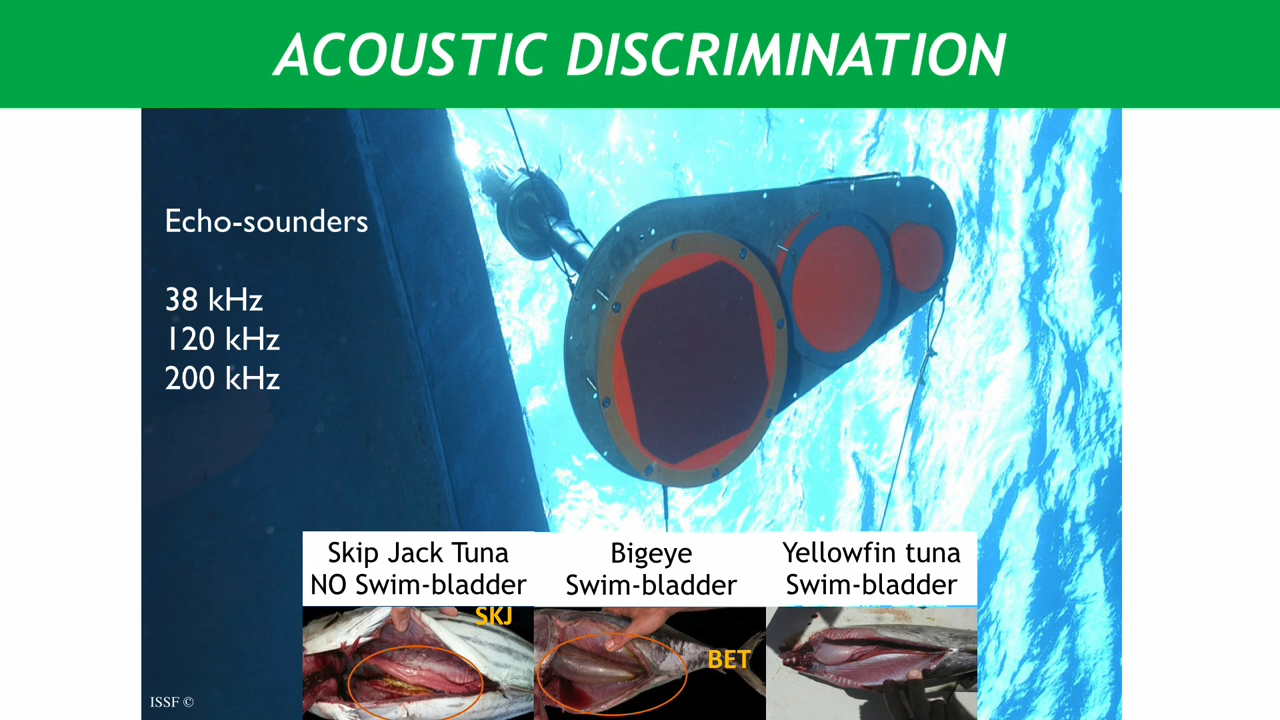 ACOUSTIC DISCRIMINATION
Echo-sounders
38 kHz
120 kHz
200 kHz
Skip Jack Tuna
NO Swim-bladder
Bigeye
Swim-bladder
Yellowfin tuna
Swim-bladder
SKJ
BET
ISSF ©